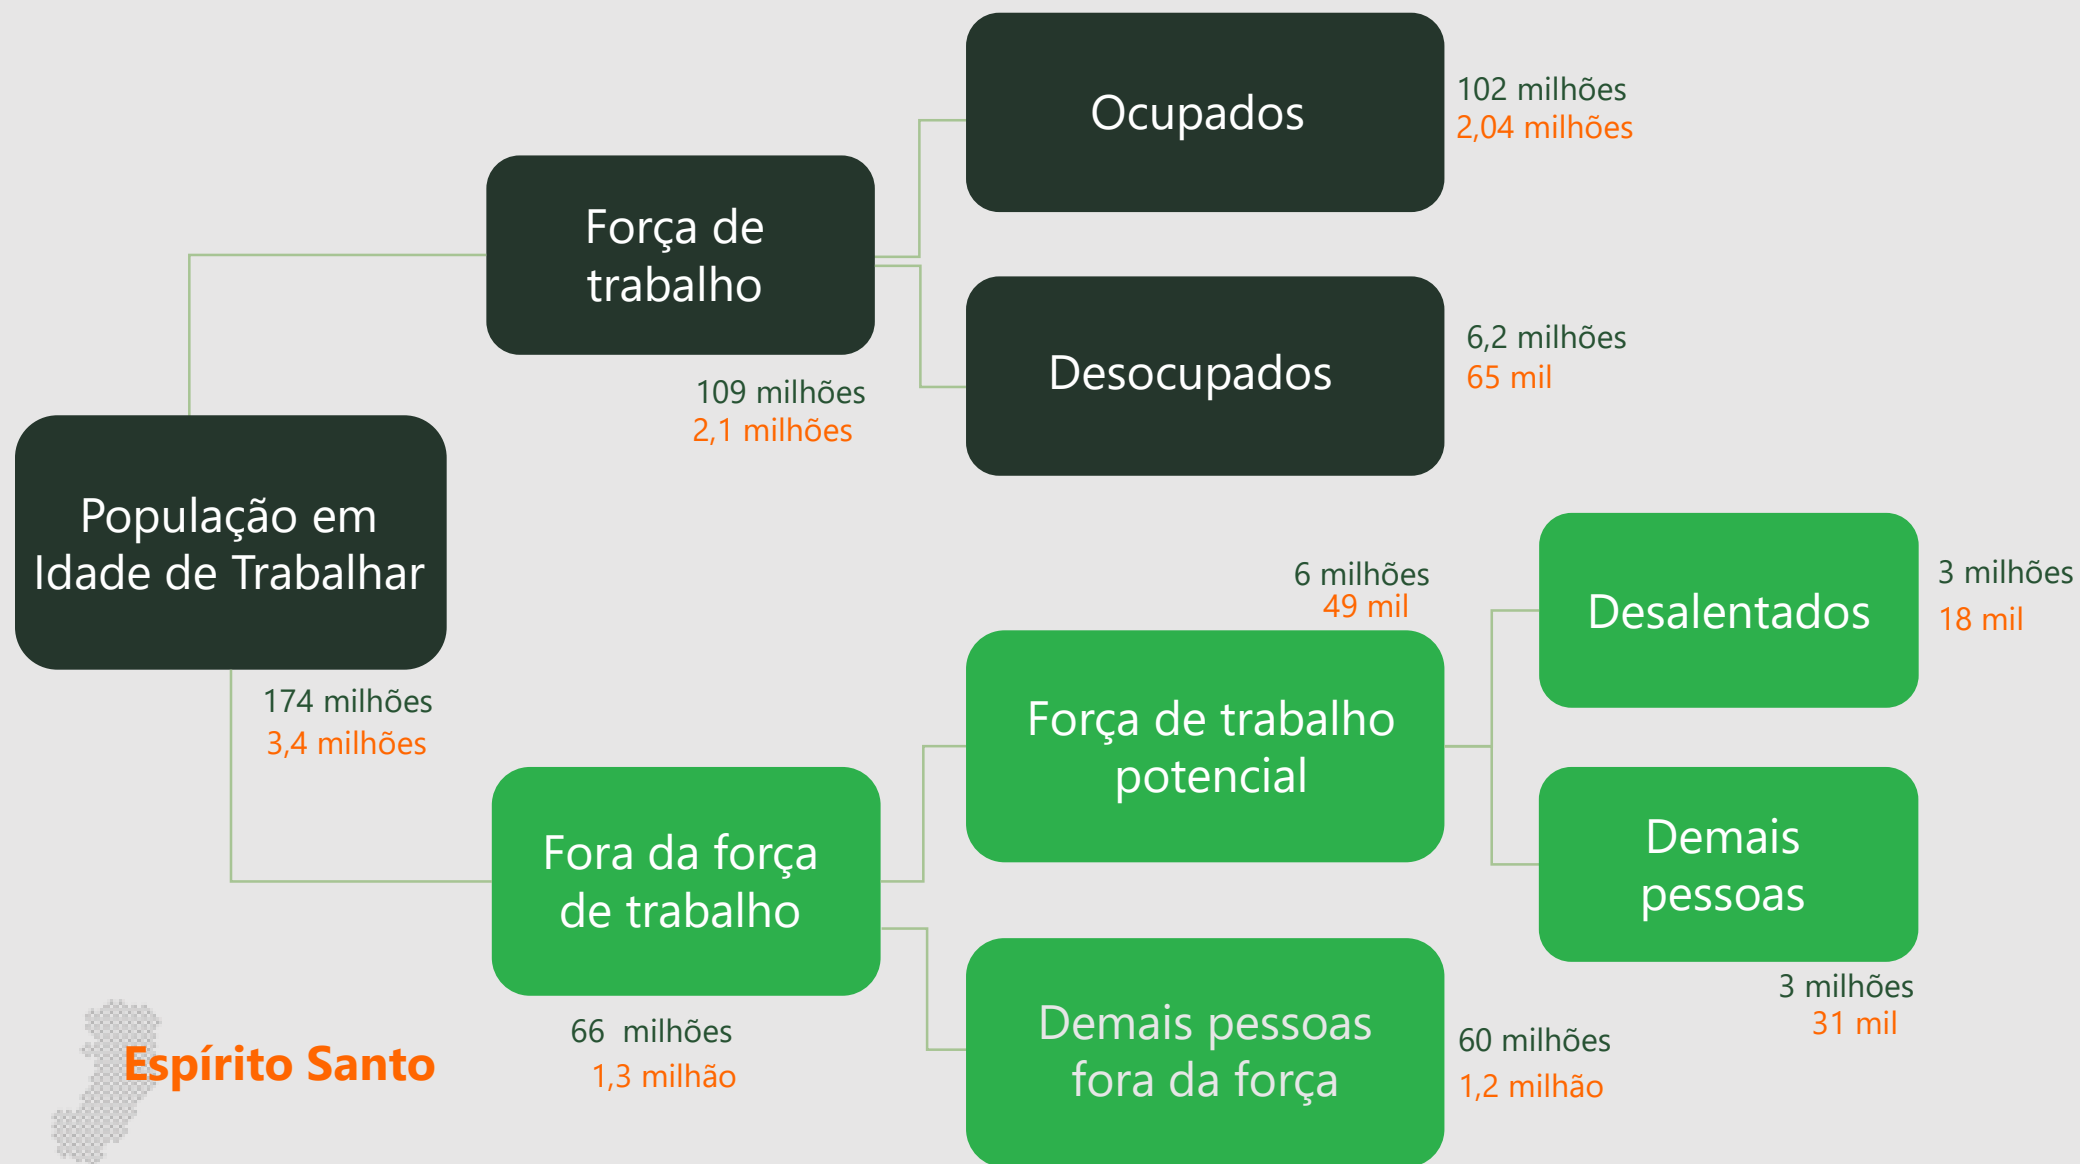 Ocupados
102 milhões
2,04 milhões
Força de
trabalho
109 milhões
2,1 milhões
Desocupados
6,2 milhões
65 mil
População em
Idade de Trabalhar
174 milhões
3,4 milhões
6 milhões
49 mil
Força de trabalho
potencial
Desalentados
3 milhões
18 mil
Demais
pessoas
3 milhões
31 mil
Fora da força
de trabalho
66 milhões
1,3 milhão
Demais pessoas
fora da força
60 milhões
1,2 milhão
Espírito Santo